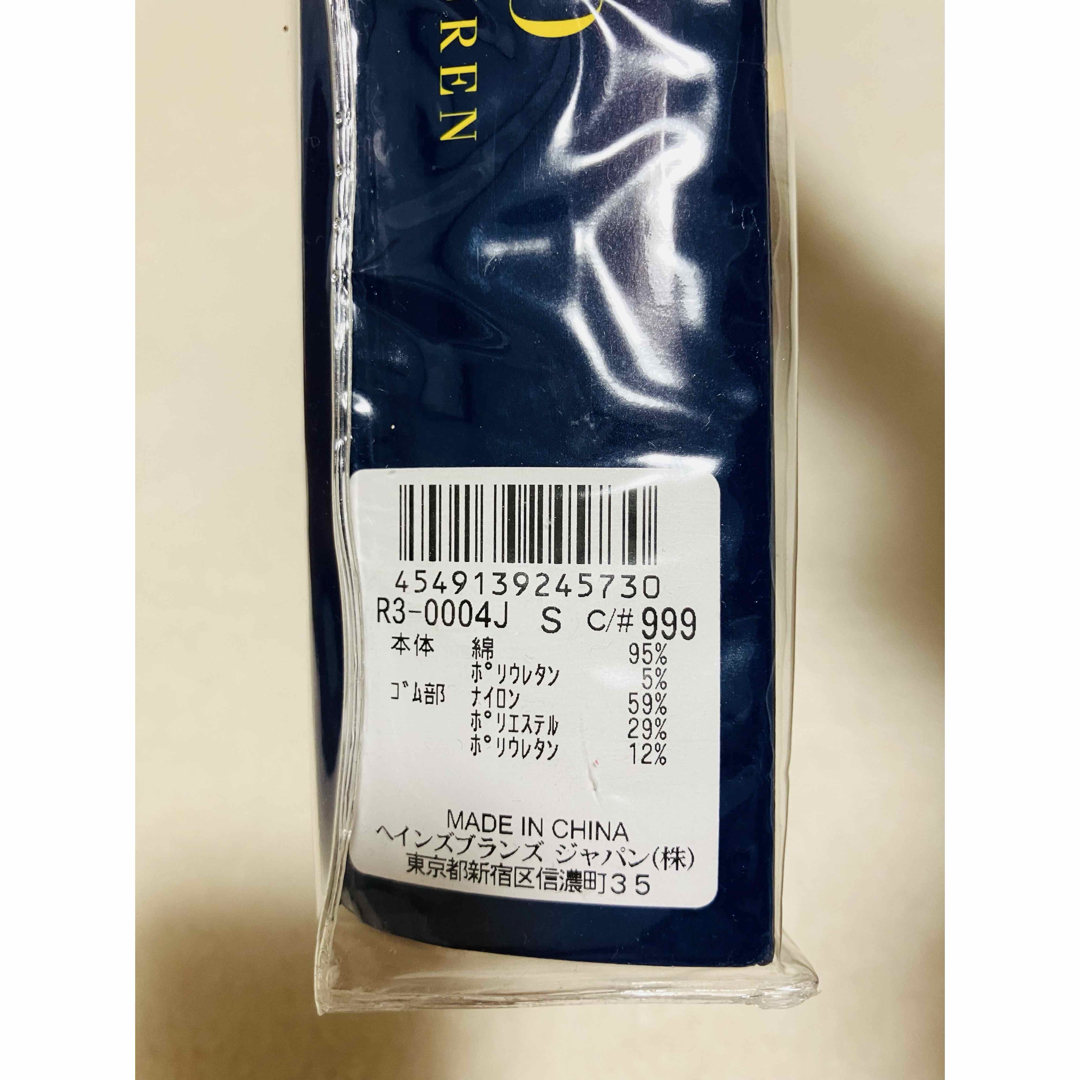 REN
4549139245730
R3-0004J S C/# 999
本体 綿 95%
ﾎﾟﾘｳﾚﾀﾝ 5%
ｺﾞﾑ部 ﾅｲﾛﾝ 59%
ﾎﾟﾘｴｽﾃﾙ 29%
ﾎﾟﾘｳﾚﾀﾝ 12%
MADE IN CHINA
ヘインズブランズ ジャパン(株)
東京都新宿区信濃町35